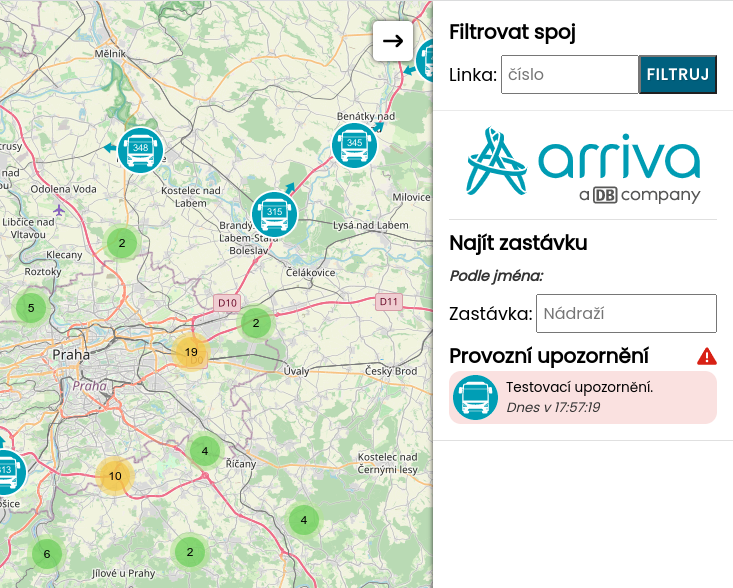 Mělník
Benátky nad
348
345
Odolena Voda
Kostelec nad
Labem
Milovice
315
Libčice nad
Vltavou
Brandý
Labem-Stará
Boleslav
Lysá nad Labem
2
Klecany
Roztoky
Čelákovice
5
D10
D11
2
19
Praha
Praha
Úvaly
Český Brod
4
Říčany
Kostelec nad
Černými lesy
10
4
6
2
Jílové u Prahy
Filtrovat spoj
Linka: číslo FILTRUJ
arriva
a DB company
Najít zastávku
Podle jména:
Zastávka: Nádraží
Provozní upozornění
Testovací upozornění.
Dnes v 17:57:19